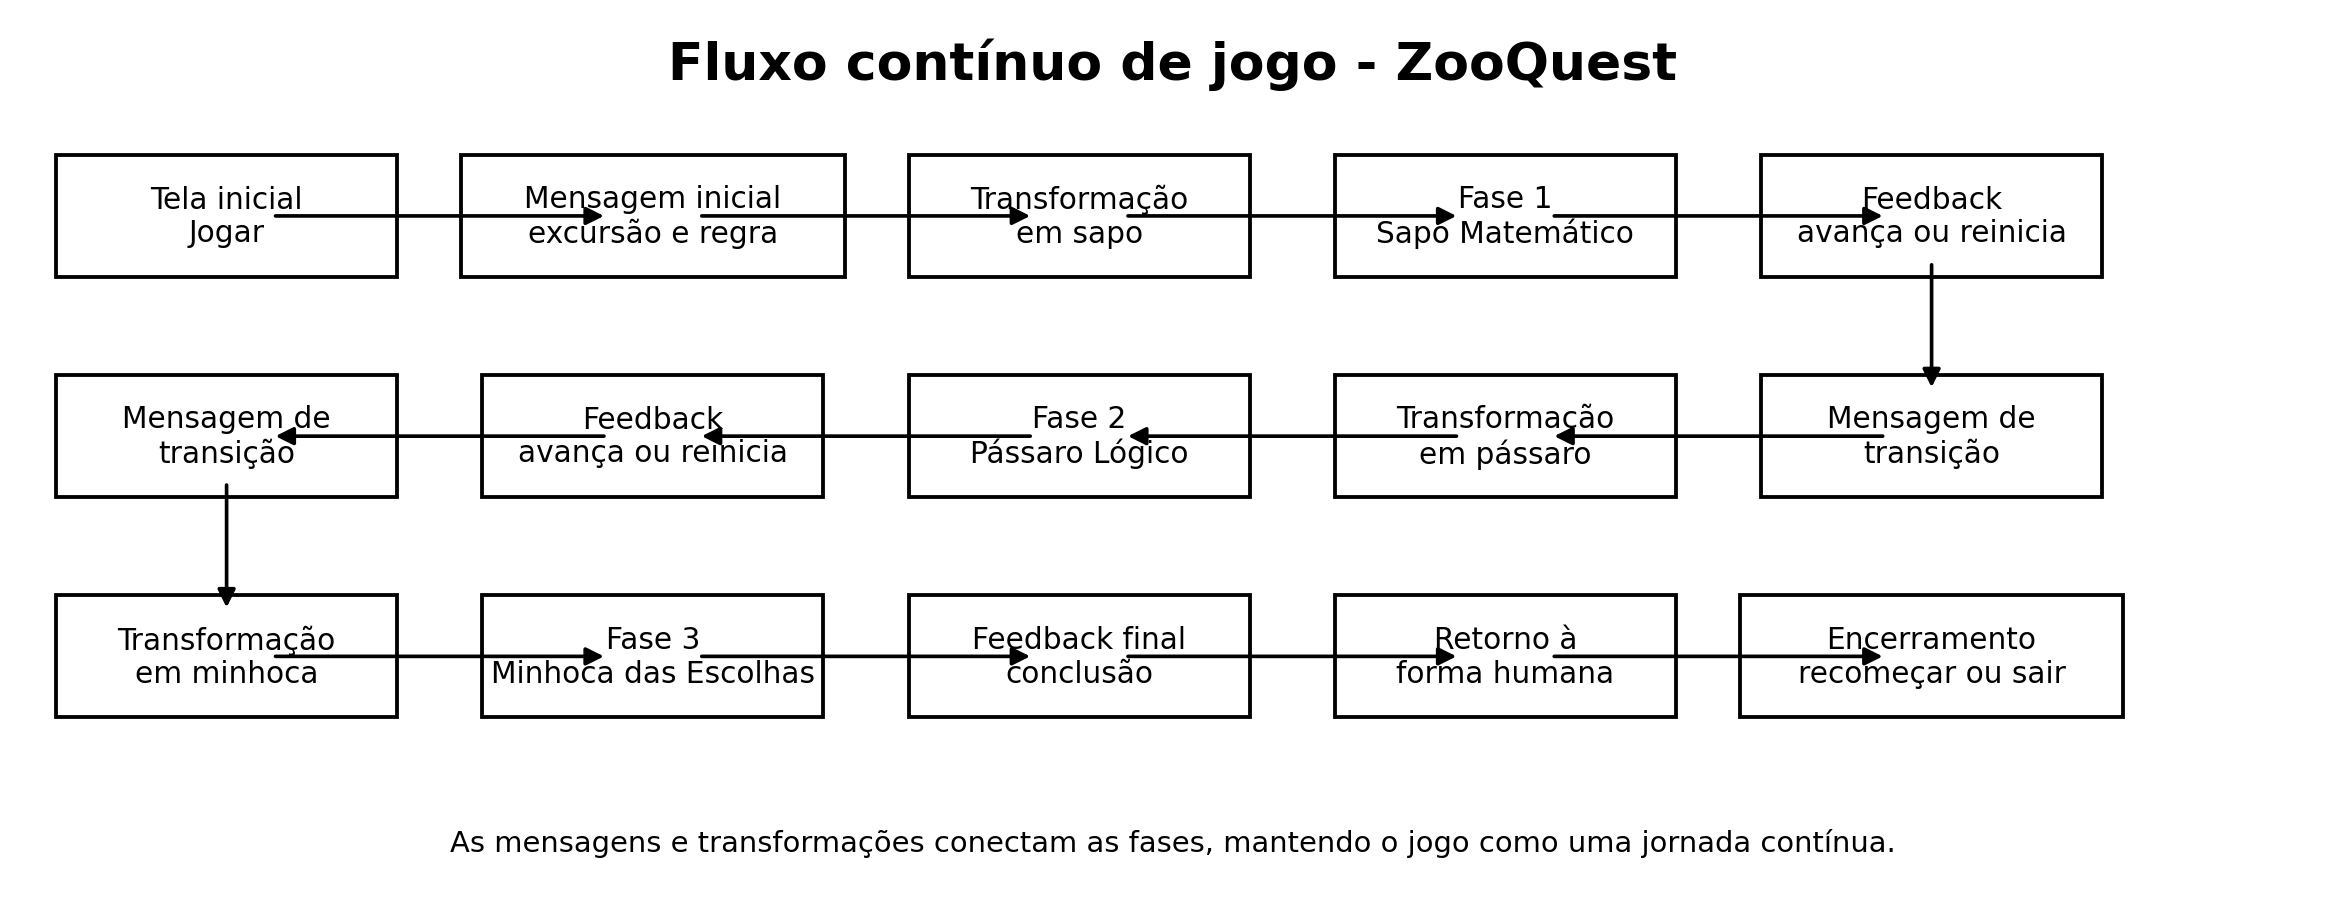 Fluxo contínuo de jogo - ZooQuest
Tela inicial
Jogar
Mensagem inicial
excursão e regra
Transformação
em sapo
Fase 1
Sapo Matemático
Feedback
avança ou reinicia
Mensagem de
transição
Feedback
avança ou reinicia
Fase 2
Pássaro Lógico
Transformação
em pássaro
Mensagem de
transição
Transformação
em minhoca
Fase 3
Minhoca das Escolhas
Feedback final
conclusão
Retorno à
forma humana
Encerramento
recomeçar ou sair
As mensagens e transformações conectam as fases, mantendo o jogo como uma jornada contínua.